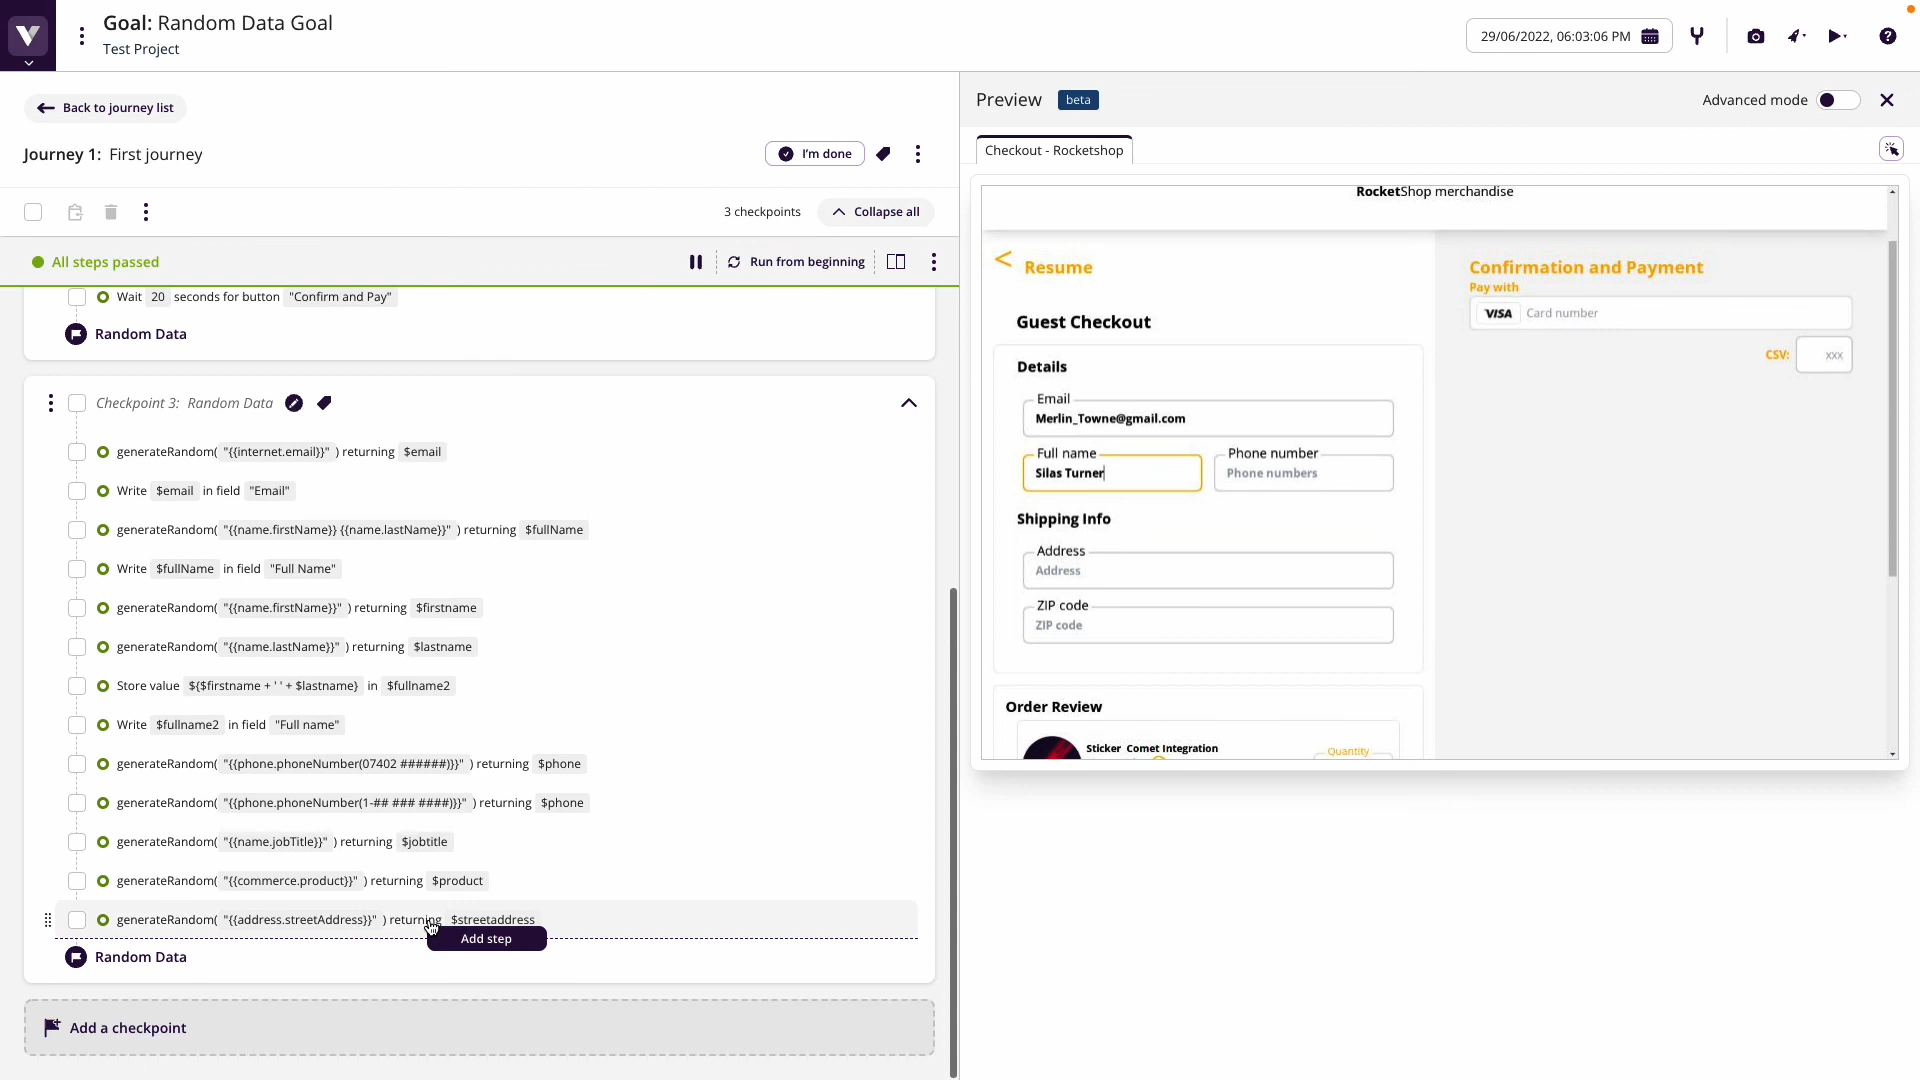 Goal: Random Data Goal
Test Project
29/06/2022, 06:03:06 PM
Back to journey list
Journey 1: First journey
I'm done
3 checkpoints
Collapse all
All steps passed
Run from beginning
Wait 20 seconds for button "Confirm and Pay"
Random Data
Checkpoint 3: Random Data
generateRandom( "{{internet.email}}" ) returning $email
Write $email in field "Email"
generateRandom( "{{name.firstName}} {{name.lastName}}" ) returning $fullName
Write $fullName in field "Full Name"
generateRandom( "{{name.firstName}}" ) returning $firstname
generateRandom( "{{name.lastName}}" ) returning $lastname
Store value ${$firstname + ' ' + $lastname} in $fullname2
Write $fullname2 in field "Full name"
generateRandom( "{{phone.phoneNumber(07402 ######)}}" ) returning $phone
generateRandom( "{{phone.phoneNumber(1-## ### ####)}}" ) returning $phone
generateRandom( "{{name.jobTitle}}" ) returning $jobtitle
generateRandom( "{{commerce.product}}" ) returning $product
generateRandom( "{{address.streetAddress}}" ) returning $streetaddress
Add step
Random Data
Add a checkpoint
Preview beta
Advanced mode
Checkout - Rocketshop
RocketShop merchandise
< Resume
Guest Checkout
Details
Email
Merlin_Towne@gmail.com
Full name
Silas Turner
Phone number
Phone numbers
Shipping Info
Address
Address
ZIP code
ZIP code
Order Review
Sticker Comet Integration
Quantity
Confirmation and Payment
Pay with
VISA Card number
CSV: xxx